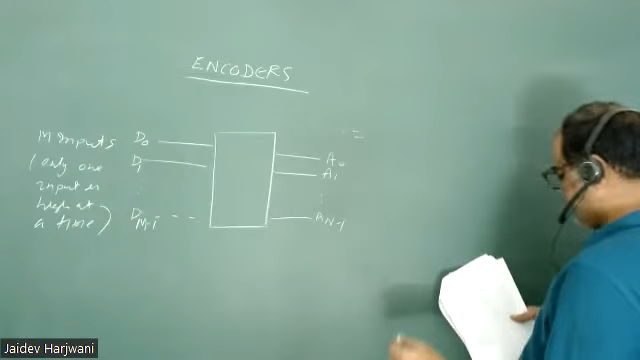 ENCODERS
M Inputs
(only one
input is
high at
a time)
D0
D1
:
DM-1
A0
A1
:
AN-1
Jaidev Harjwani